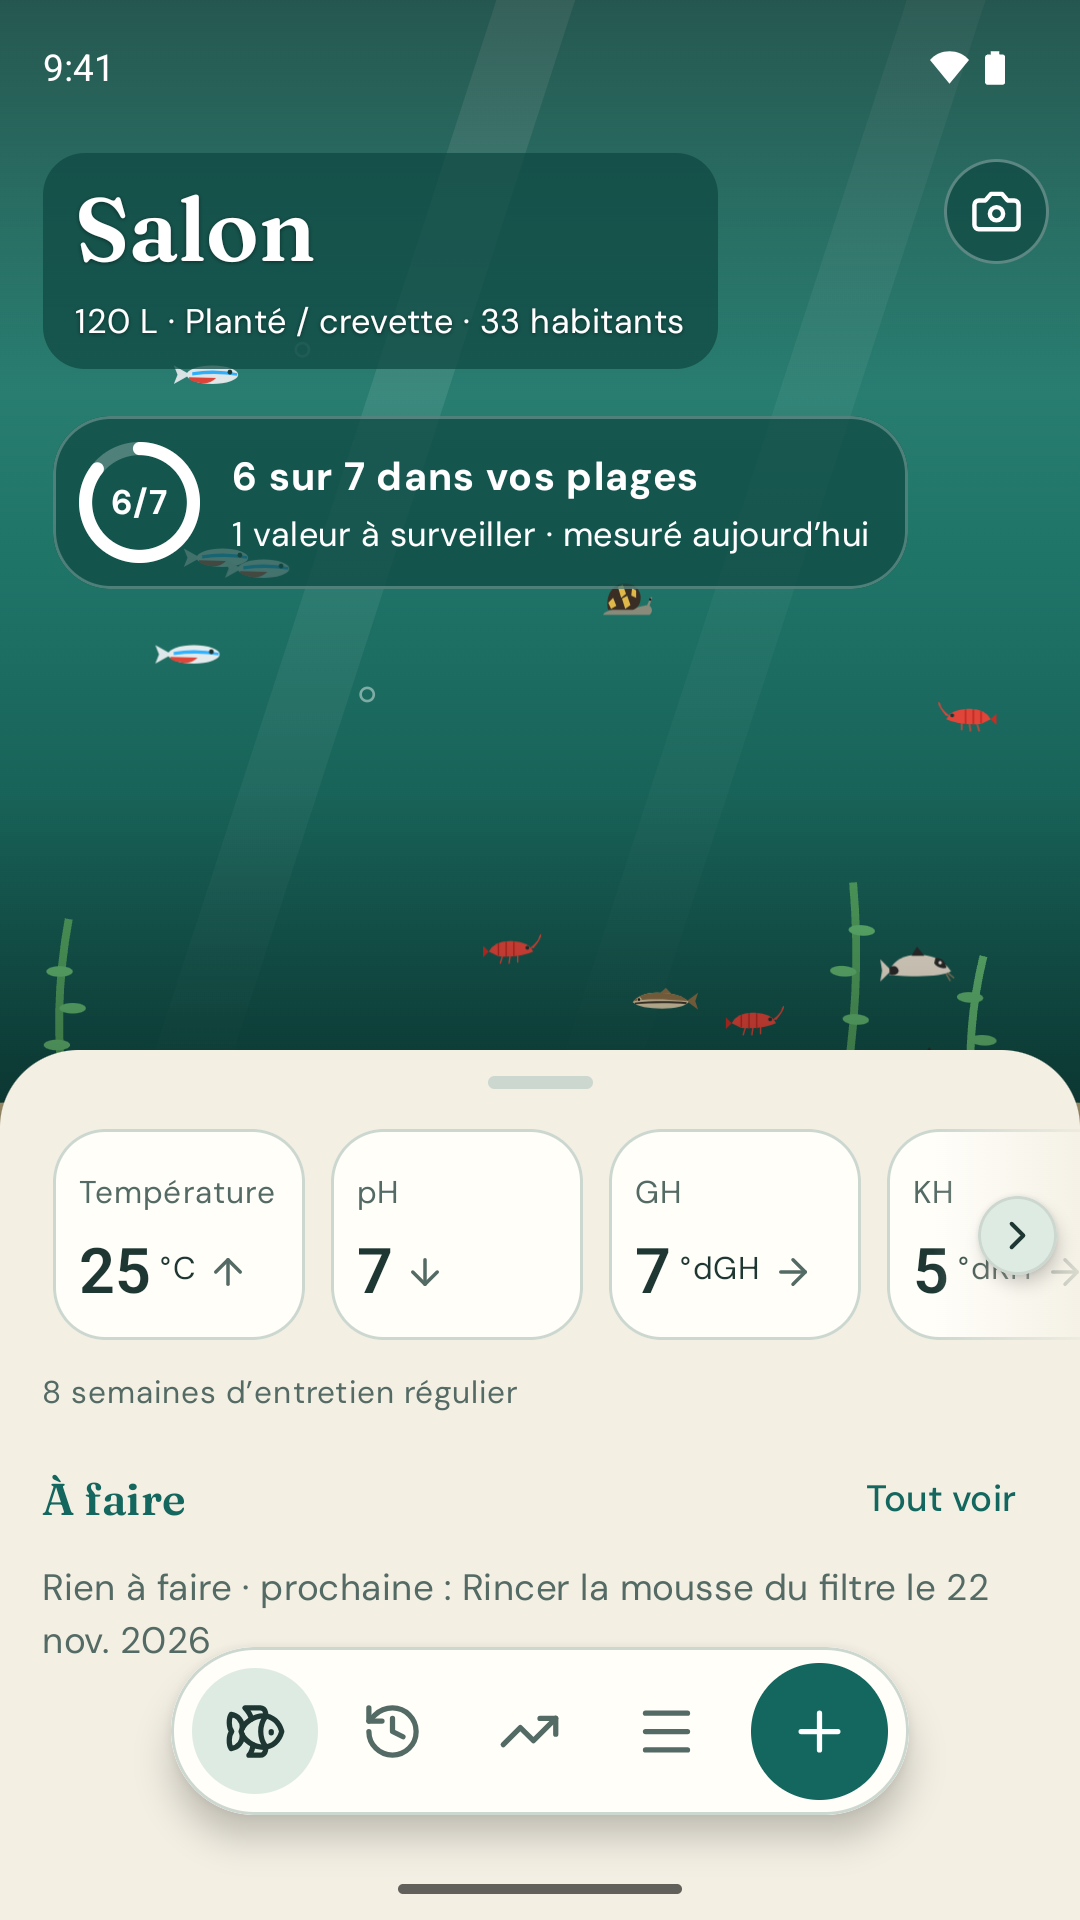 9:41
Salon
120 L · Planté / crevette · 33 habitants
6/7
6 sur 7 dans vos plages
1 valeur à surveiller · mesuré aujourd’hui
Température
25 °C
pH
7
GH
7 °dGH
KH
5 °dKH
8 semaines d’entretien régulier
À faire
Tout voir
Rien à faire · prochaine : Rincer la mousse du filtre le 22
nov. 2026